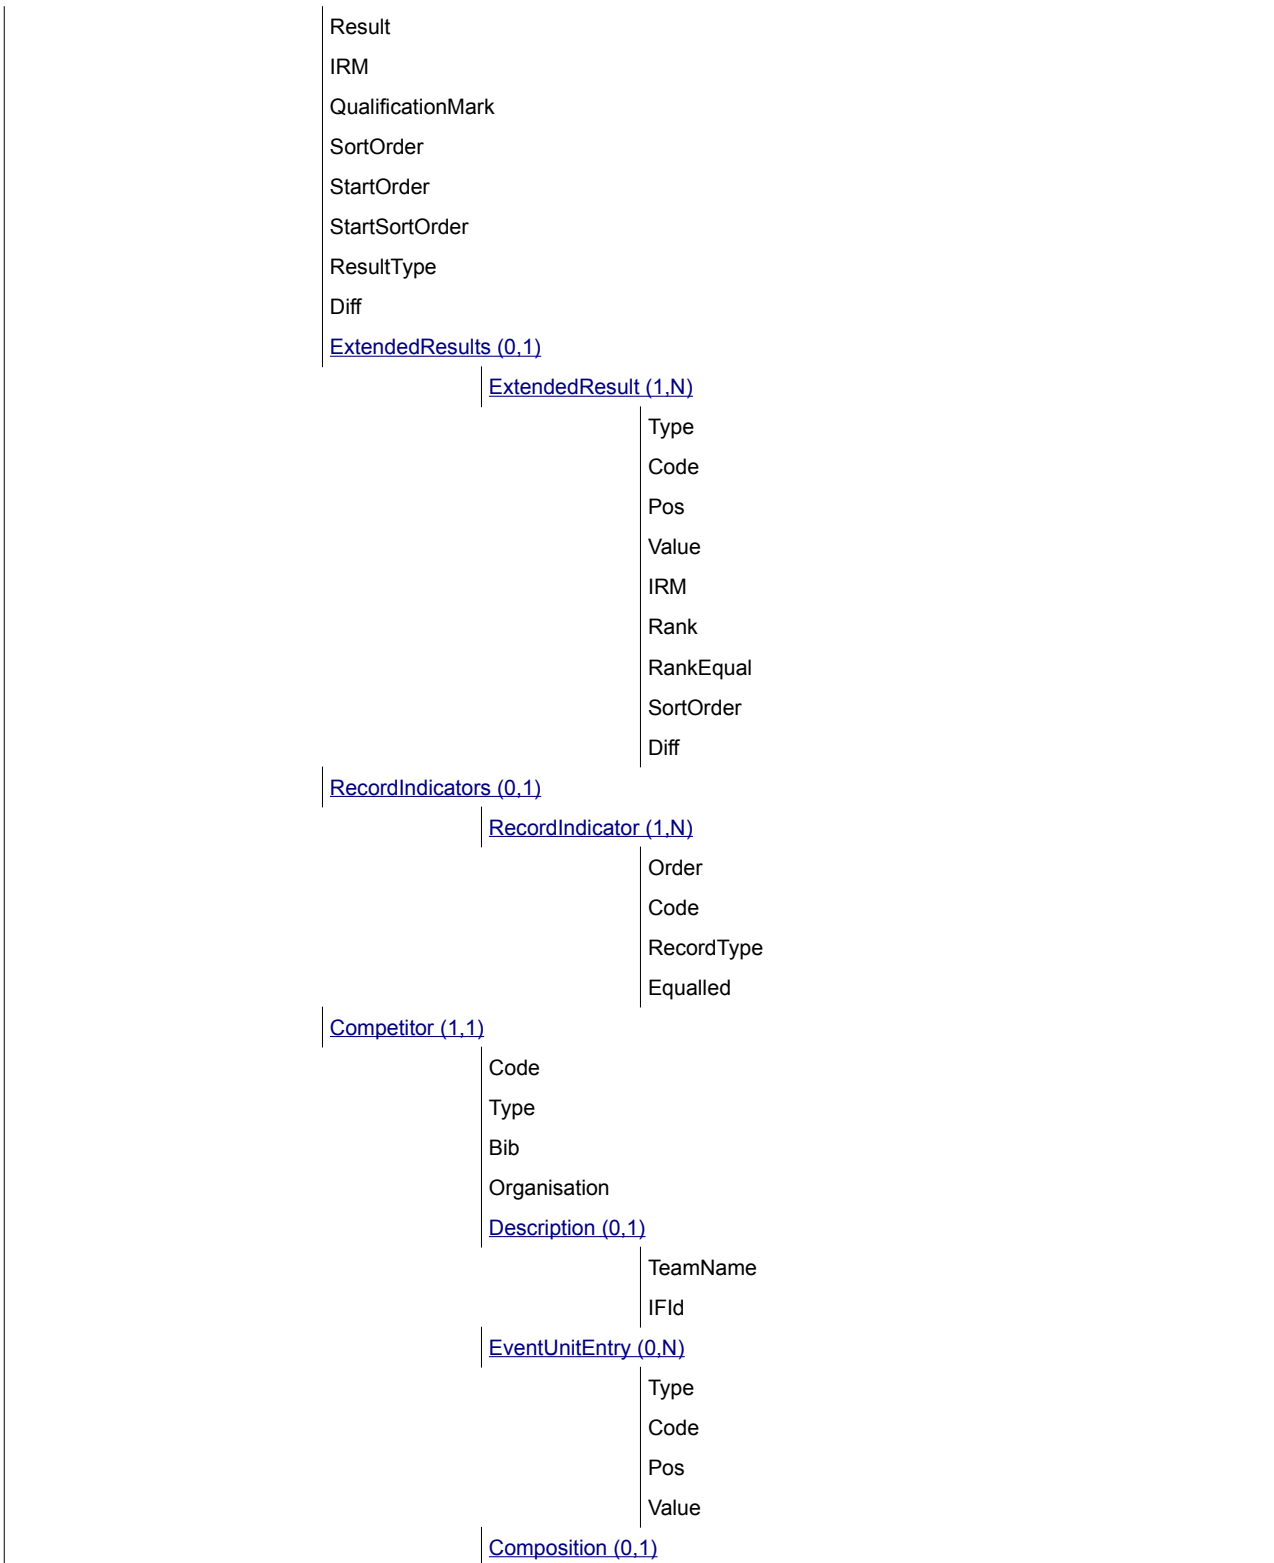 Result
IRM
QualificationMark
SortOrder
StartOrder
StartSortOrder
ResultType
Diff
ExtendedResults (0,1)
ExtendedResult (1,N)
Type
Code
Pos
Value
IRM
Rank
RankEqual
SortOrder
Diff
RecordIndicators (0,1)
RecordIndicator (1,N)
Order
Code
RecordType
Equalled
Competitor (1,1)
Code
Type
Bib
Organisation
Description (0,1)
TeamName
IFId
EventUnitEntry (0,N)
Type
Code
Pos
Value
Composition (0,1)